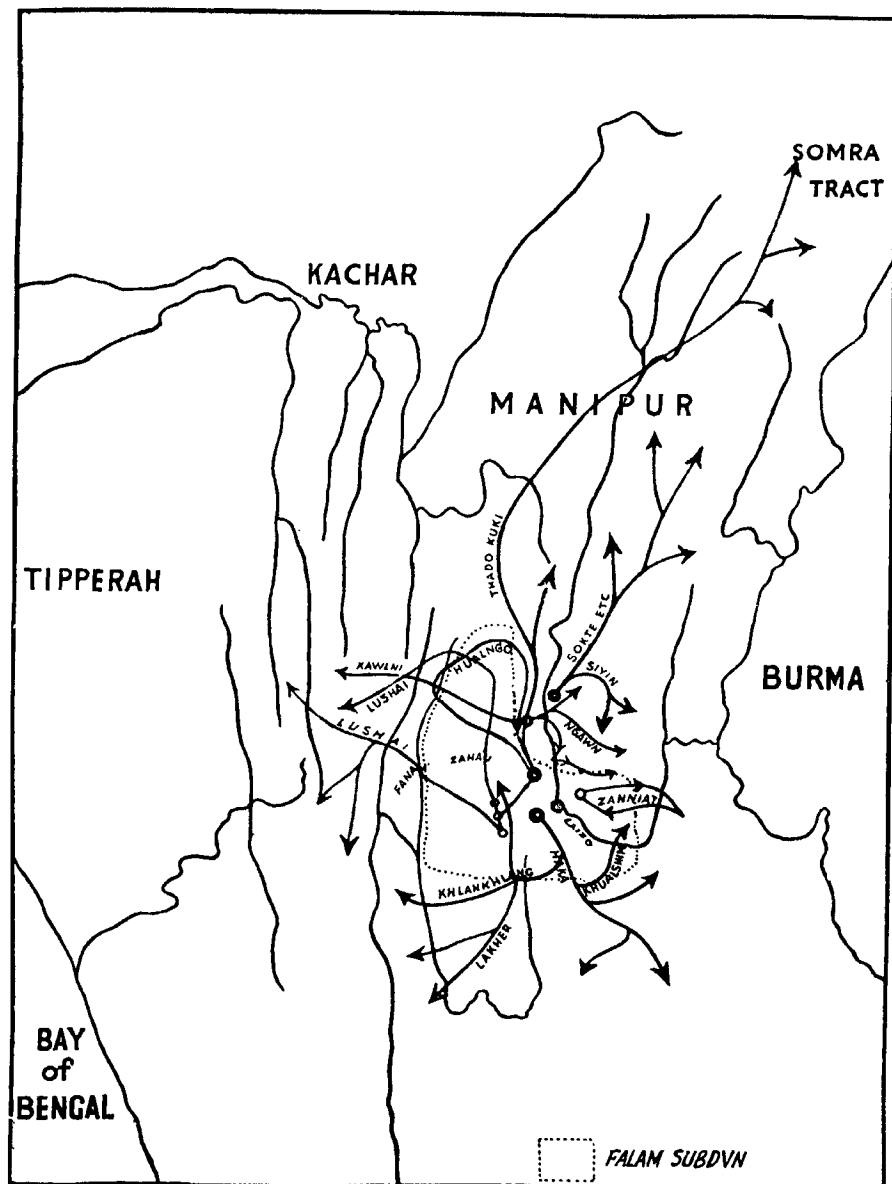 SOMRA
TRACT
KACHAR
MANIPUR
THADO KUKI
TIPPERAH
SOKTE ETC
HUALNGO
KAWLNI
SIYIN
LUSHAI
BURMA
LUSHAI
NGAWN
ZAHAU
FANAI
ZANNIAT
LAIZO
HAKA
KHUALSHIM
KHLANKHLANG
LAKHER
BAY
of
BENGAL
FALAM SUBDVN